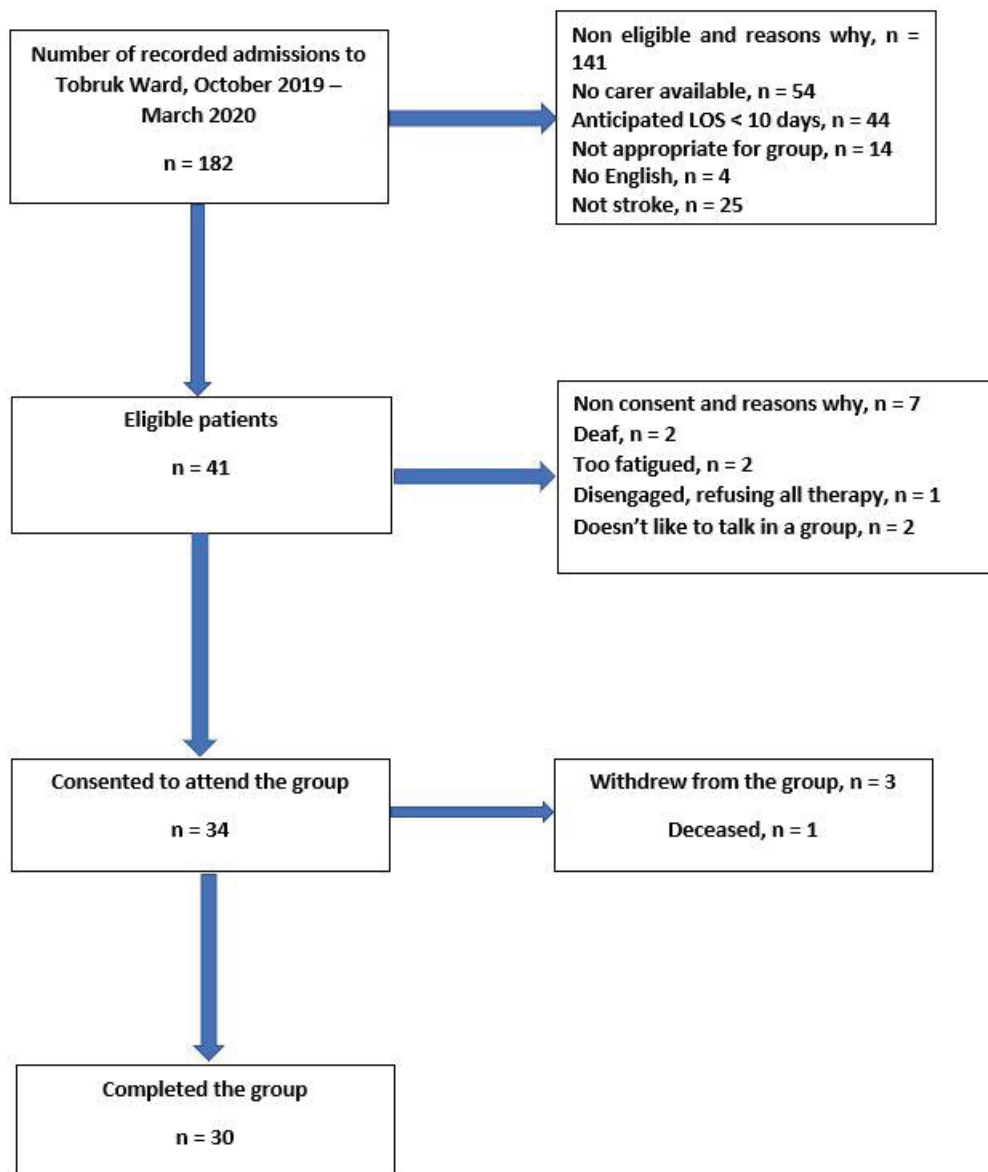 Number of recorded admissions to
Tobruk Ward, October 2019 –
March 2020
n = 182
Non eligible and reasons why, n =
141
No carer available, n = 54
Anticipated LOS < 10 days, n = 44
Not appropriate for group, n = 14
No English, n = 4
Not stroke, n = 25
Eligible patients
n = 41
Non consent and reasons why, n = 7
Deaf, n = 2
Too fatigued, n = 2
Disengaged, refusing all therapy, n = 1
Doesn’t like to talk in a group, n = 2
Consented to attend the group
n = 34
Withdrew from the group, n = 3
Deceased, n = 1
Completed the group
n = 30